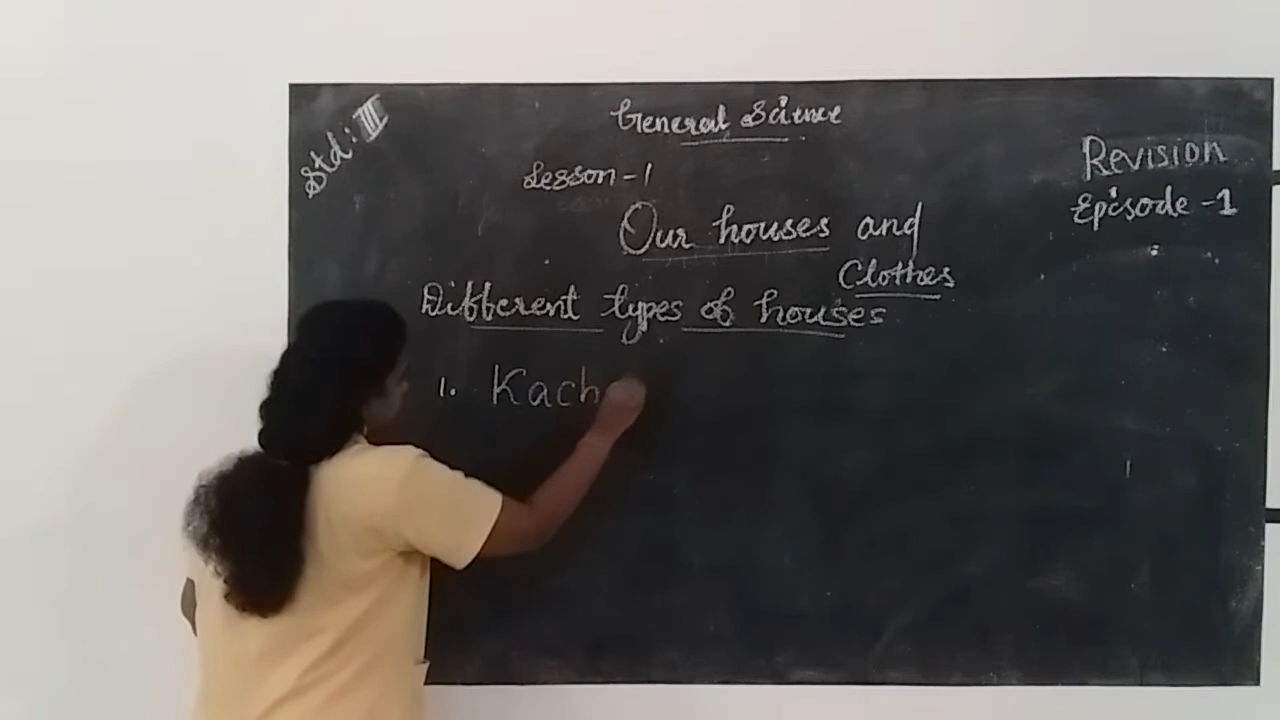 Std: III
General Science
Revision
Lesson - 1
Episode - 1
Our houses and
Clothes
Different types of houses
1. Kach